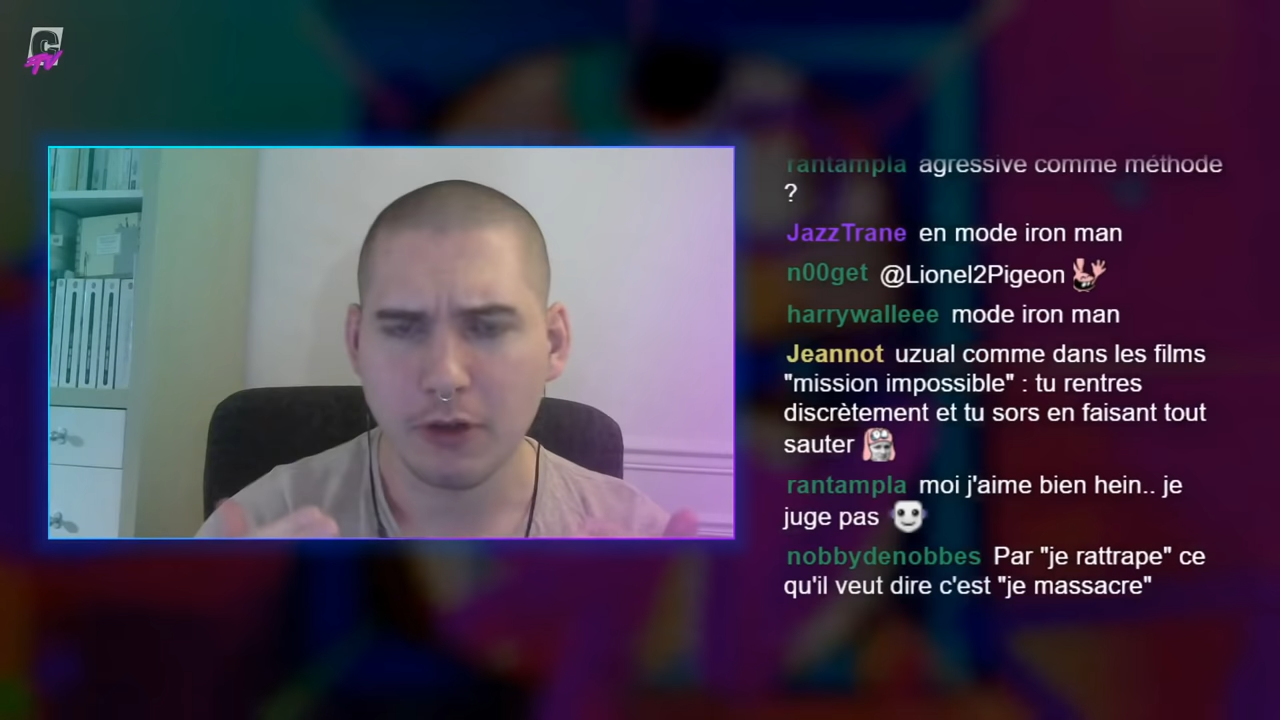 C
TV
rantampla agressive comme méthode
?
JazzTrane en mode iron man
n00get @Lionel2Pigeon
harrywalleee mode iron man
Jeannot uzual comme dans les films
"mission impossible" : tu rentres
discrètement et tu sors en faisant tout
sauter
rantampla moi j'aime bien hein.. je
juge pas
nobbydenobbes Par "je rattrape" ce
qu'il veut dire c'est "je massacre"